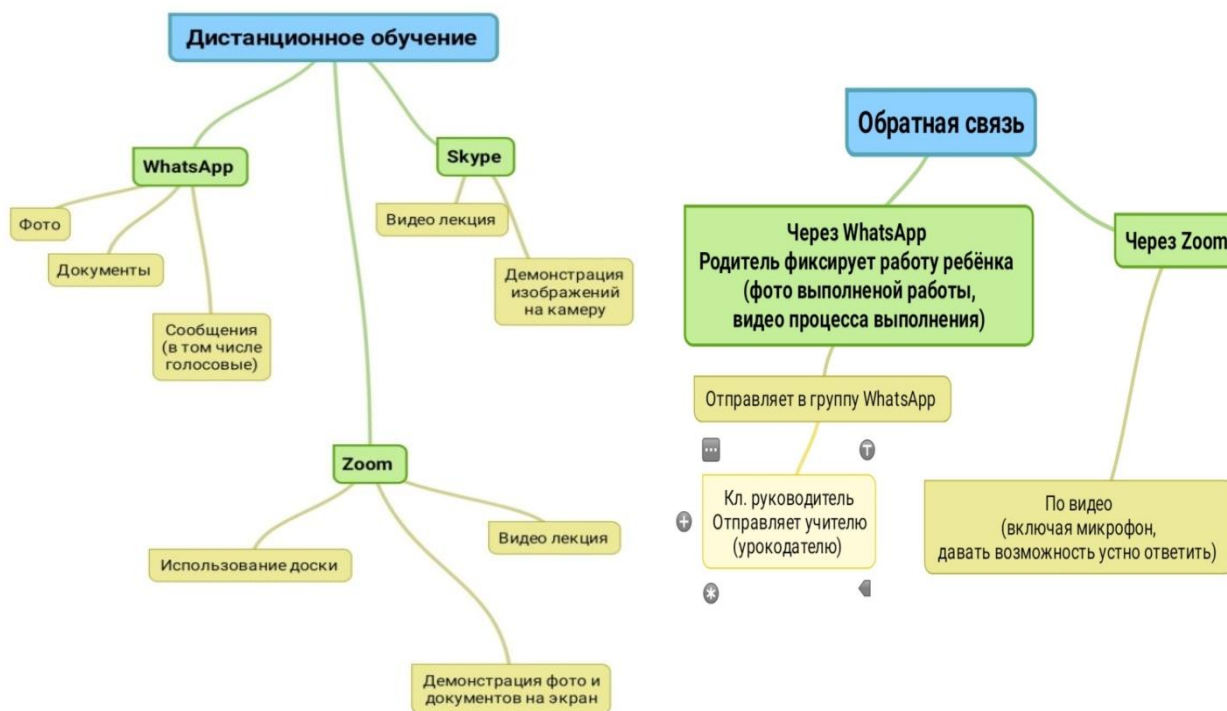 Дистанционное обучение
WhatsApp
Фото
Документы
Сообщения
(в том числе
голосовые)
Skype
Видео лекция
Демонстрация
изображений
на камеру
Zoom
Использование доски
Видео лекция
Демонстрация фото и
документов на экран
Обратная связь
Через WhatsApp
Родитель фиксирует работу ребёнка
(фото выполненой работы,
видео процесса выполнения)
Отправляет в группу WhatsApp
Кл. руководитель
Отправляет учителю
(урокодателю)
Через Zoom
По видео
(включая микрофон,
давать возможность устно ответить)